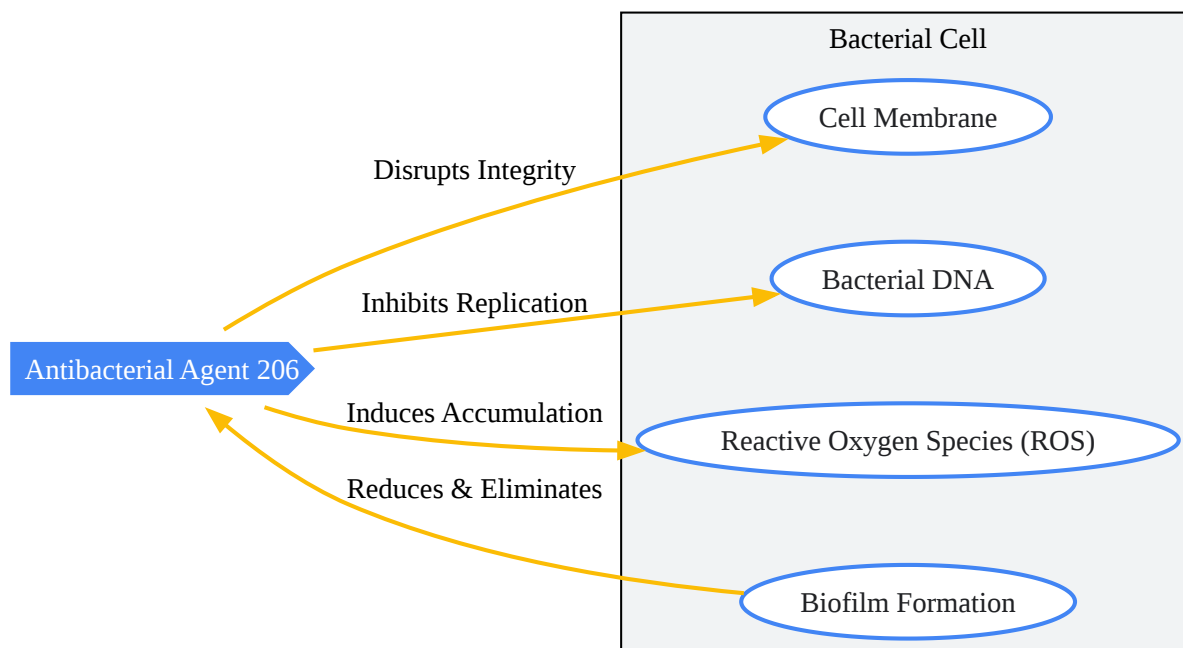 Bacterial Cell
Cell Membrane
Disrupts Integrity
Bacterial DNA
Inhibits Replication
Antibacterial Agent 206
Induces Accumulation
Reactive Oxygen Species (ROS)
Reduces & Eliminates
Biofilm Formation